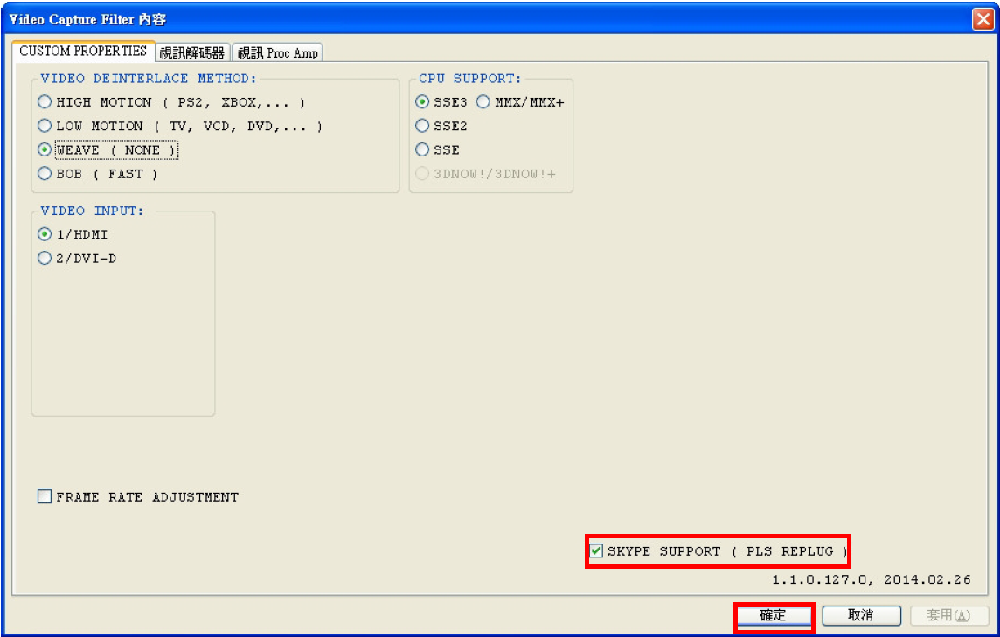 Video Capture Filter 內容
CUSTOM PROPERTIES 視訊解碼器 視訊 Proc Amp
VIDEO DEINTERLACE METHOD:
HIGH MOTION ( PS2, XBOX,... )
LOW MOTION ( TV, VCD, DVD,... )
WEAVE ( NONE )
BOB ( FAST )
CPU SUPPORT:
SSE3 MMX/MMX+
SSE2
SSE
3DNOW!/3DNOW!+
VIDEO INPUT:
1/HDMI
2/DVI-D
FRAME RATE ADJUSTMENT
SKYPE SUPPORT ( PLS REPLUG )
1.1.0.127.0, 2014.02.26
確定 取消 套用(A)